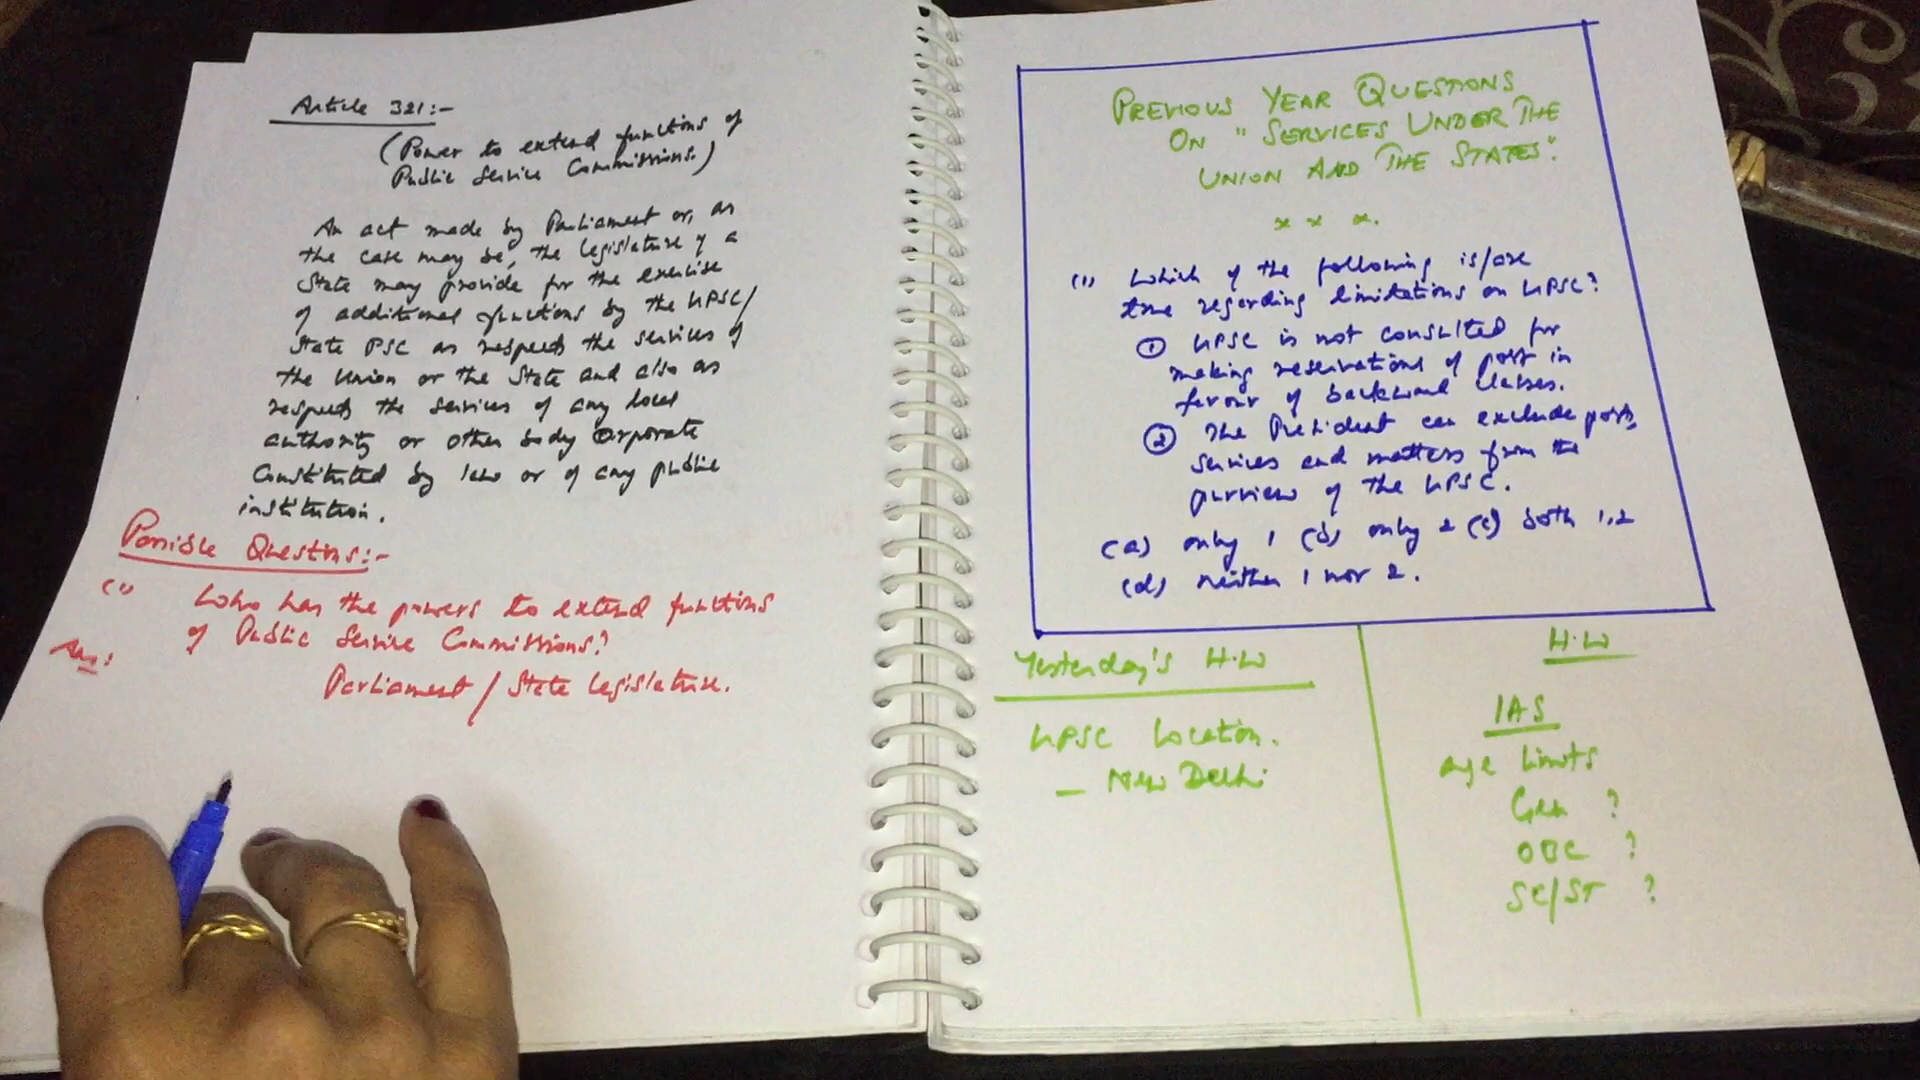 Article 321:-
(Power to extend functions of
Public Service Commissions.)
An act made by Parliament or, as
the case may be, the legislature of a
State may provide for the exercise
of additional functions by the UPSC/
State PSC as respects the services of
the Union or the State and also as
respects the services of any local
authority or other body corporate
constituted by law or of any public
institution.
Possible Questions:-
(1) Who has the powers to extend functions
of Public Service Commissions?
Ans:
Parliament / State legislature.
PREVIOUS YEAR QUESTIONS
ON "SERVICES UNDER THE
UNION AND THE STATES".
x x x.
(1) Which of the following is/are
true regarding limitations on UPSC?
① UPSC is not consulted for
making reservations of post in
favour of backward classes.
② The President can exclude posts,
services and matters from the
purview of the UPSC.
(a) only 1 (b) only 2 (c) both 1,2
(d) neither 1 nor 2.
Yesterday's H.W
UPSC Location.
- New Delhi
H.W
IAS
age limits
Gen ?
OBC ?
SC/ST ?